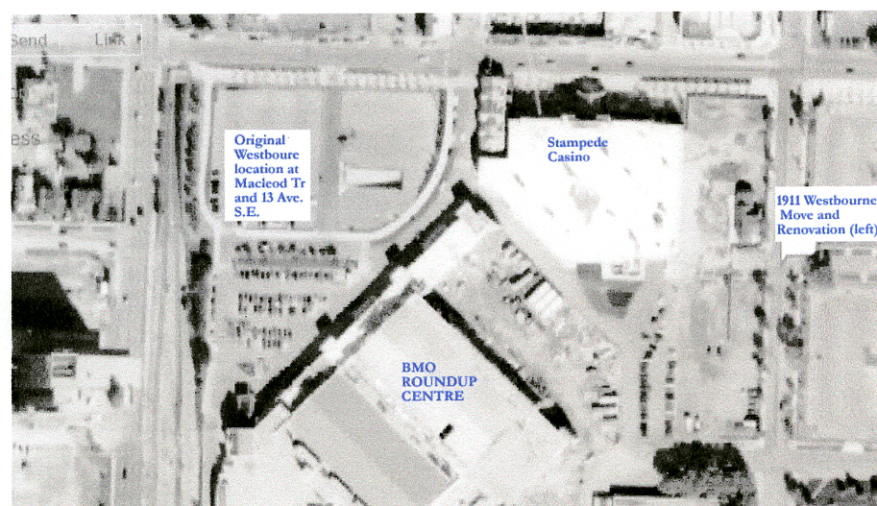 Send
Link
ess
Original
Westboure
location at
Macleod Tr
and 13 Ave.
S.E.
Stampede
Casino
1911 Westbourne
Move and
Renovation (left)
BMO
ROUNDUP
CENTRE